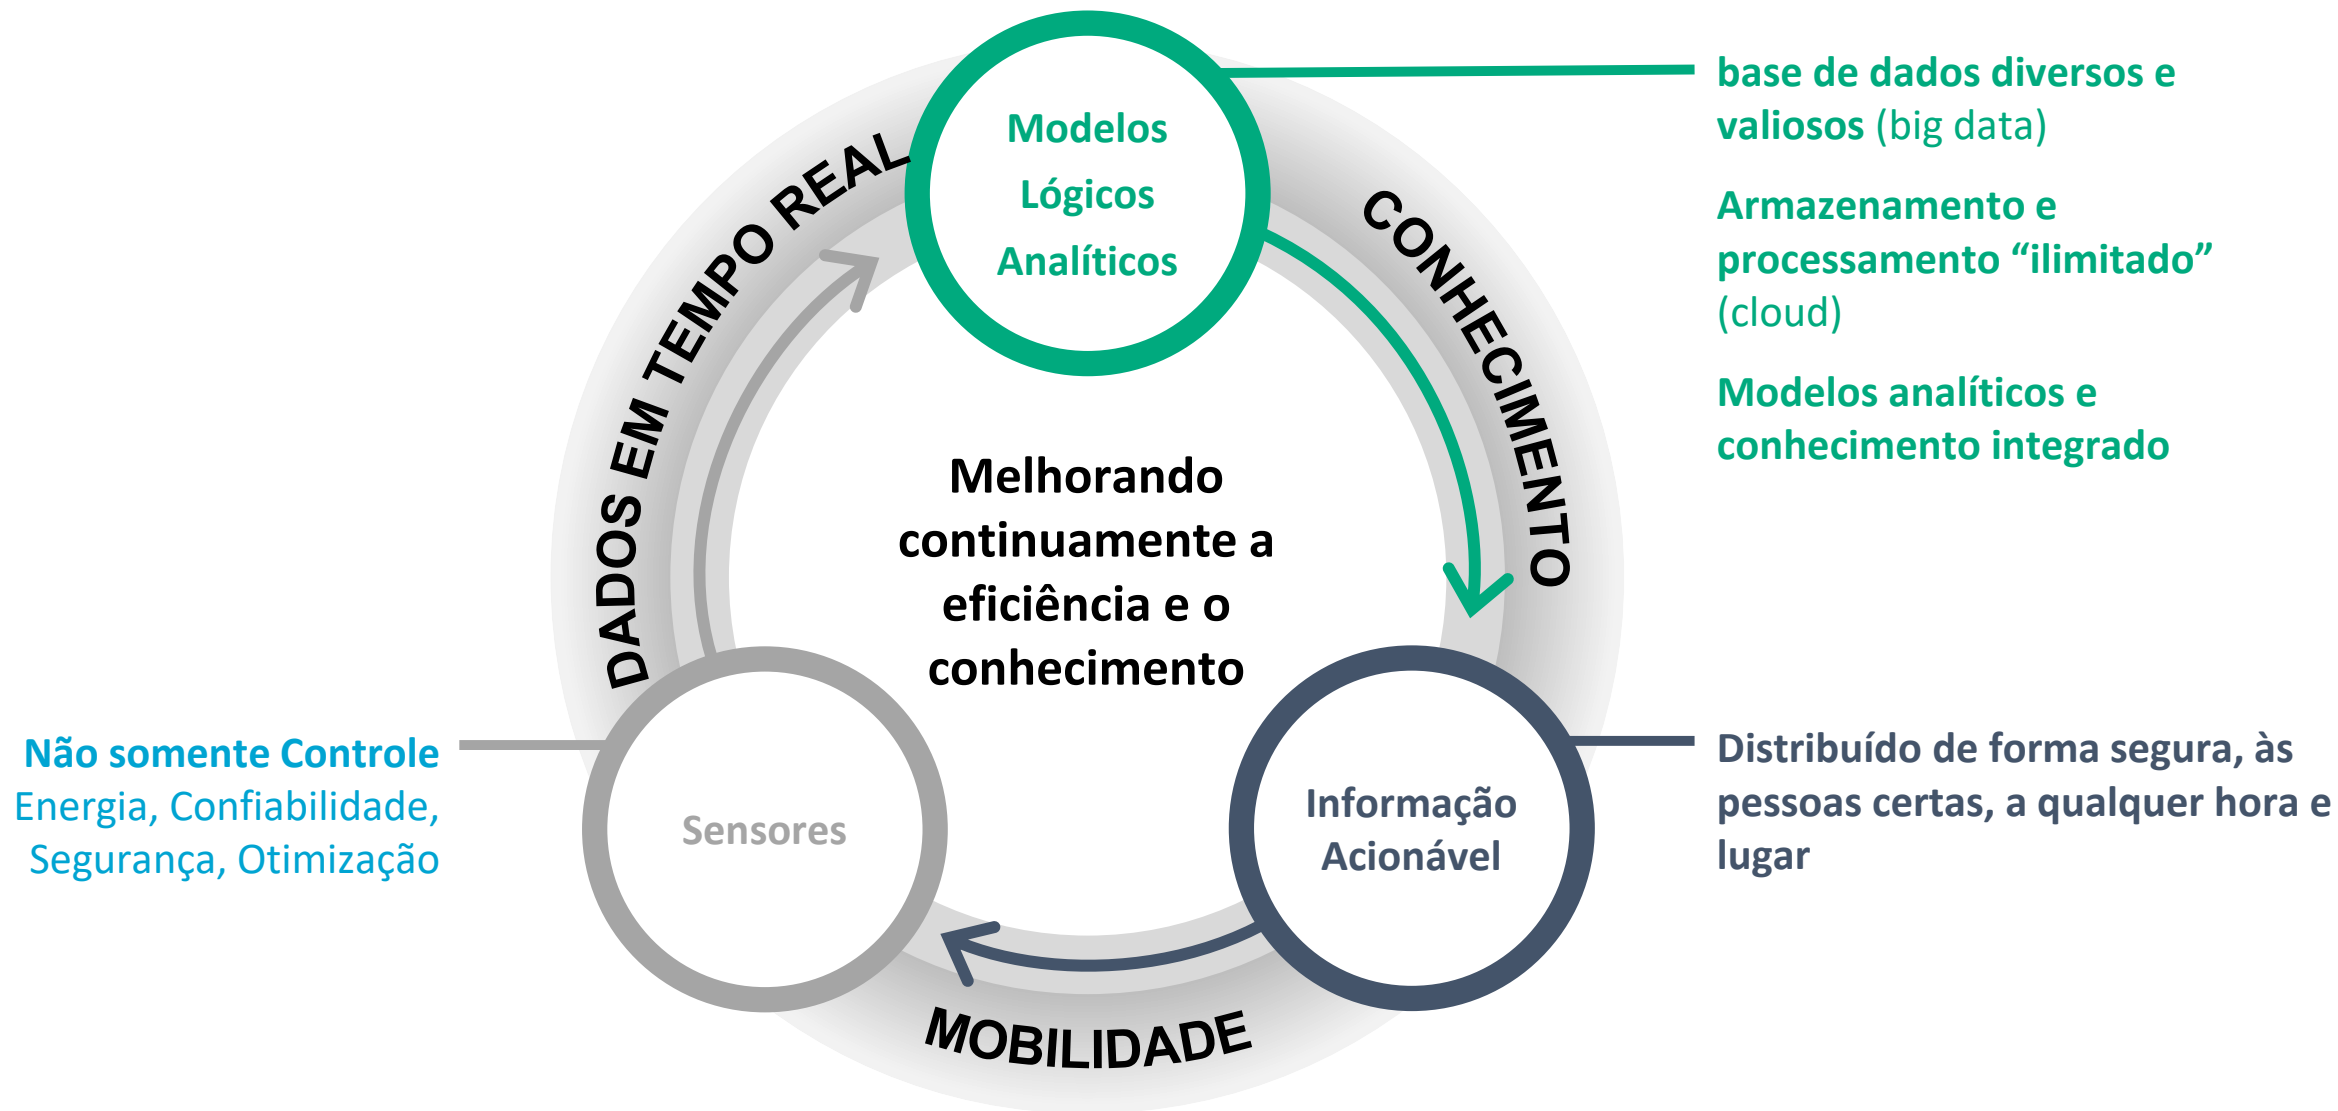 Modelos
Lógicos
Analíticos
DADOS EM TEMPO REAL
CONHECIMENTO
MOBILIDADE
Melhorando
continuamente a
eficiência e o
conhecimento
base de dados diversos e
valiosos (big data)
Armazenamento e
processamento “ilimitado”
(cloud)
Modelos analíticos e
conhecimento integrado
Não somente Controle
Energia, Confiabilidade,
Segurança, Otimização
Sensores
Informação
Acionável
Distribuído de forma segura, às
pessoas certas, a qualquer hora e
lugar